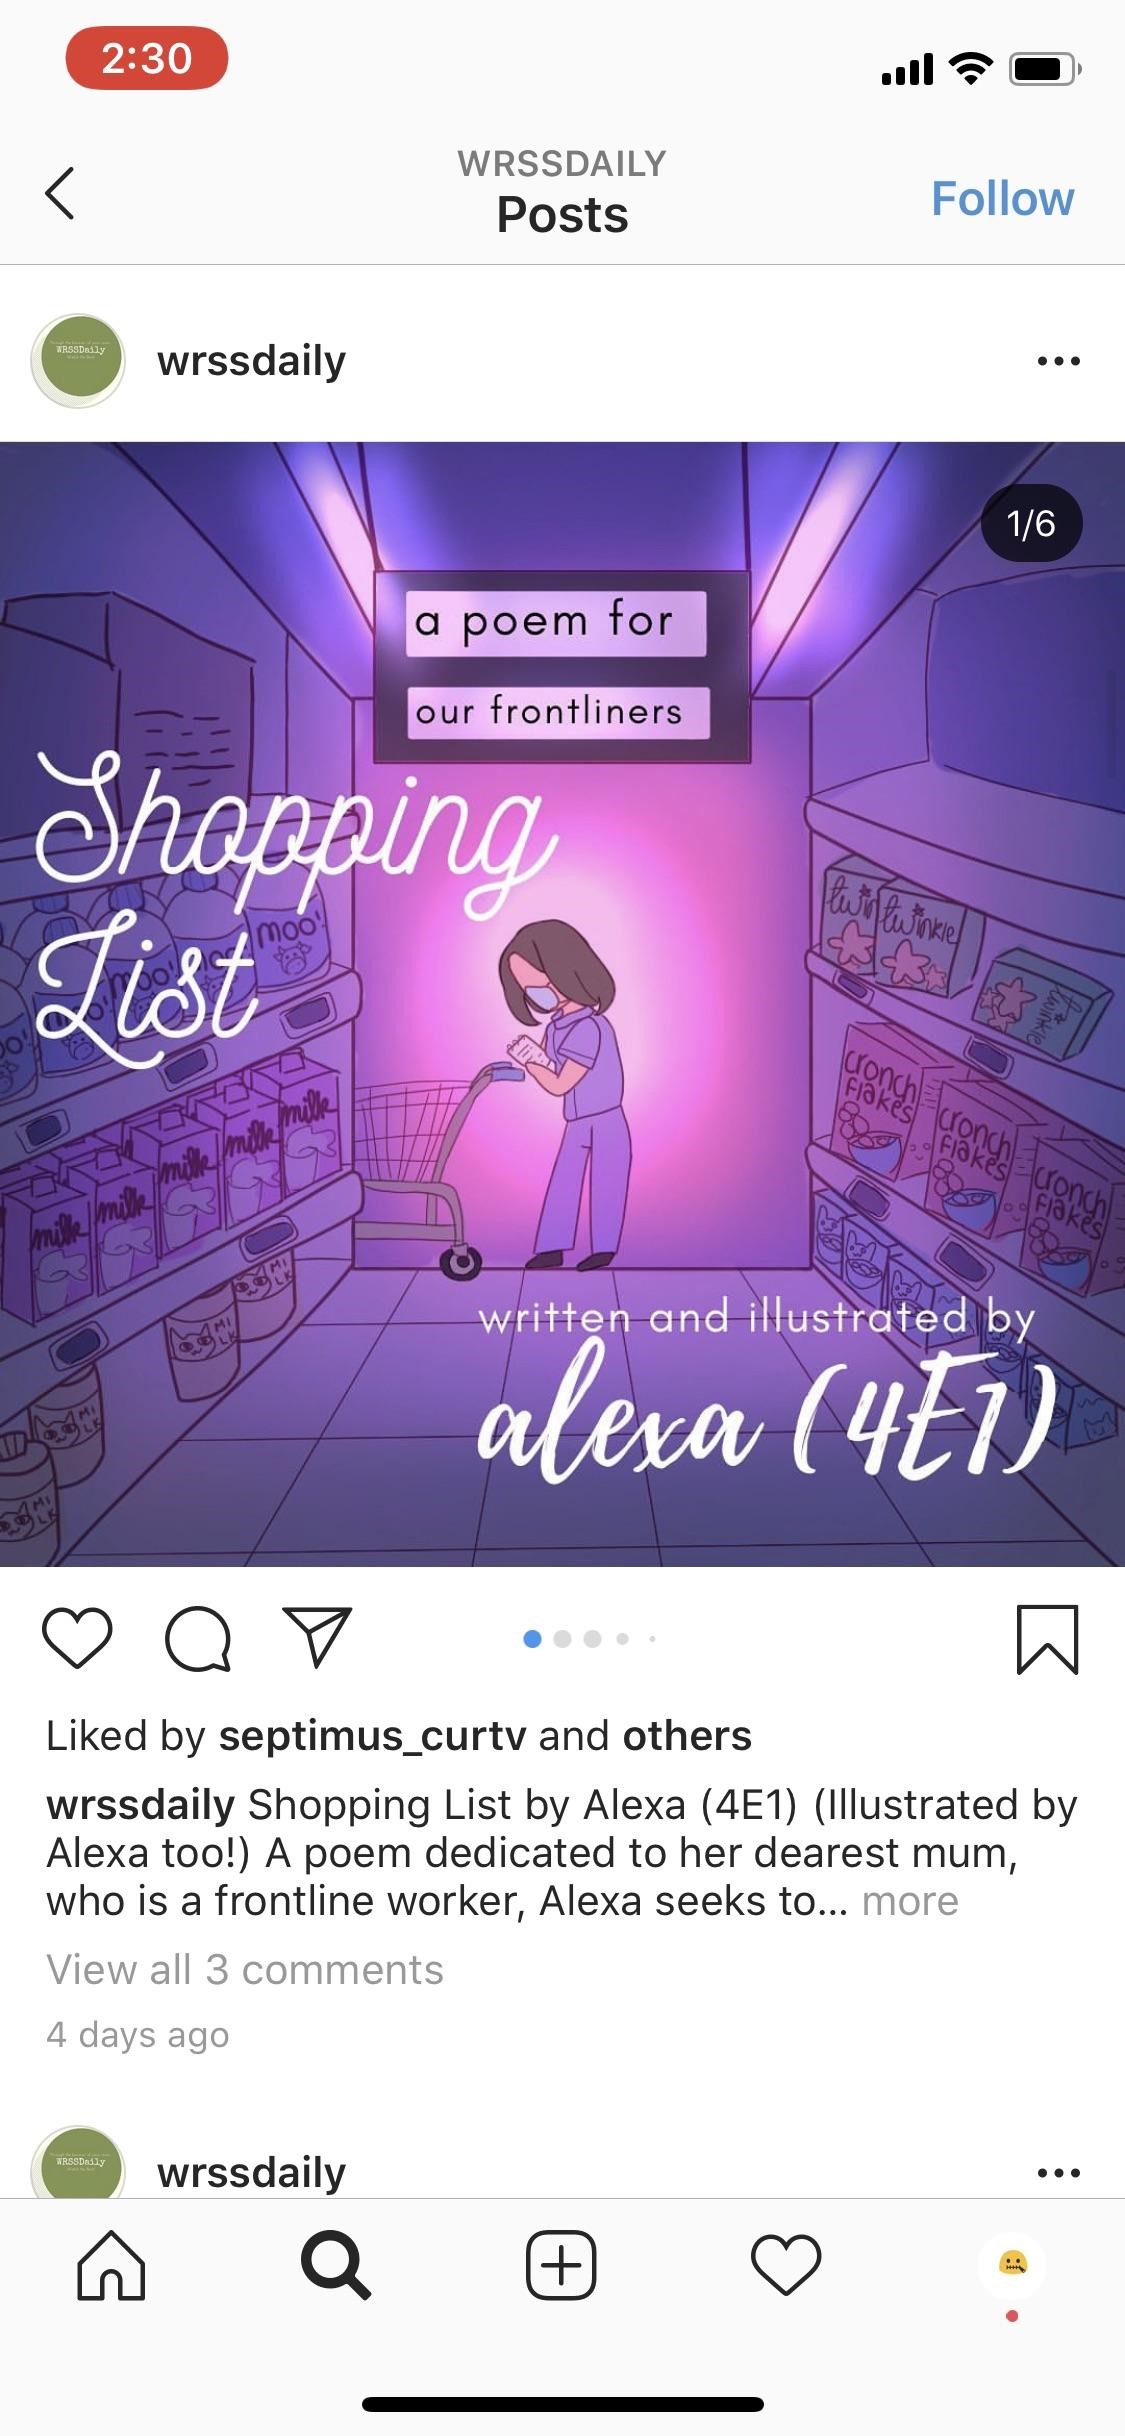 2:30
WRSSDAILY
Posts
Follow
WRSSDaily
wrssdaily
1/6
a poem for
our frontliners
Shopping
List
moo!
moo!
twinkle
twinkle
cronch
flakes
cronch
flakes
cronch
flakes
milk
milk
milk
milk
milk
MILK
MILK
MILK
MILK
written and illustrated by
alexa (4E1)
Liked by septimus_curtv and others
wrssdaily Shopping List by Alexa (4E1) (Illustrated by
Alexa too!) A poem dedicated to her dearest mum,
who is a frontline worker, Alexa seeks to... more
View all 3 comments
4 days ago
WRSSDaily
wrssdaily